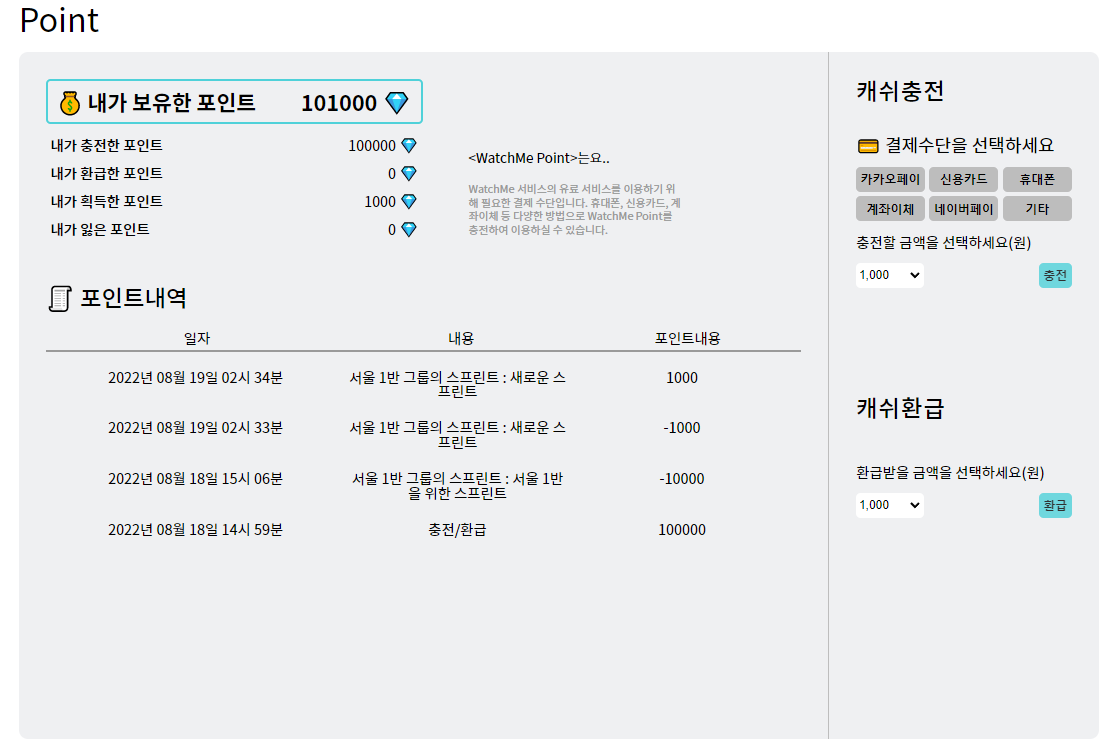 Point
내가 보유한 포인트 101000
내가 충전한 포인트 100000
내가 환급한 포인트 0
내가 획득한 포인트 1000
내가 잃은 포인트 0
<WatchMe Point>는요..
WatchMe 서비스의 유료 서비스를 이용하기 위
해 필요한 결제 수단입니다. 휴대폰, 신용카드, 계
좌이체 등 다양한 방법으로 WatchMe Point를
충전하여 이용하실 수 있습니다.
포인트내역
일자 내용 포인트내용
2022년 08월 19일 02시 34분 서울 1반 그룹의 스프린트 : 새로운 스 1000
프린트
2022년 08월 19일 02시 33분 서울 1반 그룹의 스프린트 : 새로운 스 -1000
프린트
2022년 08월 18일 15시 06분 서울 1반 그룹의 스프린트 : 서울 1반 -10000
을 위한 스프린트
2022년 08월 18일 14시 59분 충전/환급 100000
캐쉬충전
결제수단을 선택하세요
카카오페이 신용카드 휴대폰
계좌이체 네이버페이 기타
충전할 금액을 선택하세요(원)
1,000 충전
캐쉬환급
환급받을 금액을 선택하세요(원)
1,000 환급